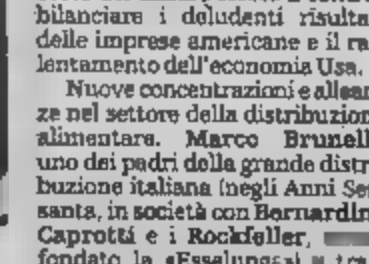 bilanciare i deludenti risulta
delle imprese americane e il ra
lentamento dell'economia Usa.
Nuove concentrazioni e allean
ze nel settore della distribuzion
alimentare. Marco Brunell
uno dei padri della grande distr
buzione italiana (negli Anni Ses
santa, in società con Bernardin
Caprotti e i Rockfeller,
fondato la «Esselunga»)